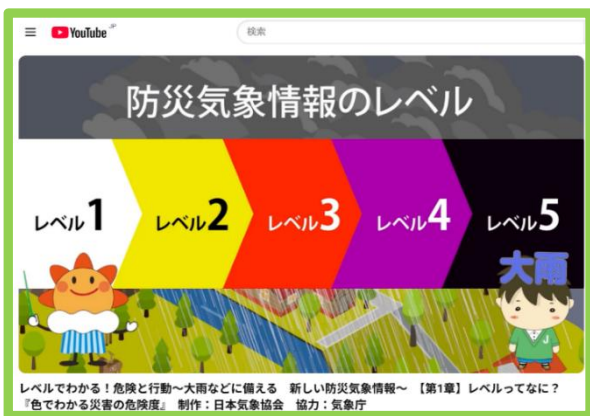 YouTube JP
検索
防災気象情報のレベル
レベル1
レベル2
レベル3
レベル4
レベル5
大雨
J
レベルでわかる！危険と行動～大雨などに備える　新しい防災気象情報～　【第1章】レベルってなに？
『色でわかる災害の危険度』　制作：日本気象協会　協力：気象庁